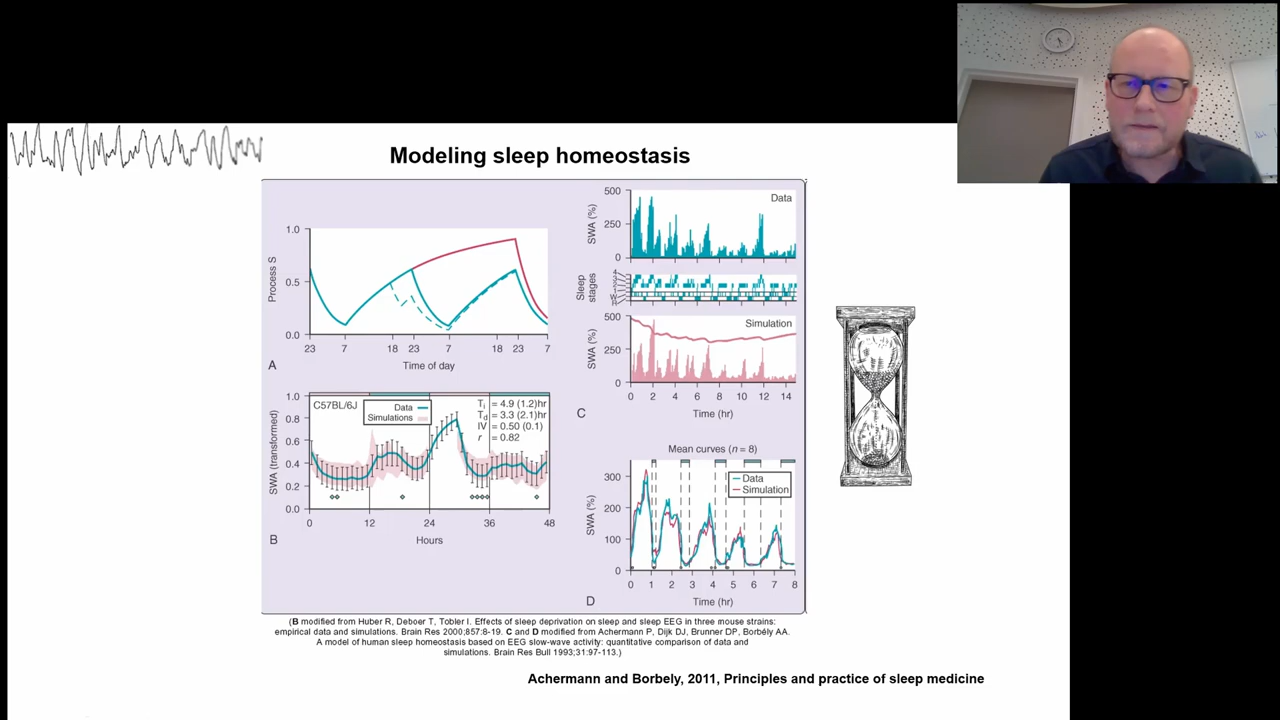 Modeling sleep homeostasis
1.0
0.5
0.0
Process S
23 7 18 23 7 18 23 7
A
Time of day
C57BL/6J
Data
Simulations
Ti = 4.9 (1.2)hr
Td = 3.3 (2.1)hr
IV = 0.50 (0.1)
r = 0.82
1.0
0.8
0.6
0.4
0.2
0.0
SWA (transformed)
0 12 24 36 48
B
Hours
500
250
0
SWA (%)
Data
Sleep
stages
500
250
0
SWA (%)
Simulation
0 2 4 6 8 10 12 14
C
Time (hr)
Mean curves (n = 8)
Data
Simulation
300
200
100
0
SWA (%)
0 1 2 3 4 5 6 7 8
D
Time (hr)
(B modified from Huber R, Deboer T, Tobler I. Effects of sleep deprivation on sleep and sleep EEG in three mouse strains:
empirical data and simulations. Brain Res 2000;857:8-19. C and D modified from Achermann P, Dijk DJ, Brunner DP, Borbély AA.
A model of human sleep homeostasis based on EEG slow-wave activity: quantitative comparison of data and
simulations. Brain Res Bull 1993;31:97-113.)
Achermann and Borbely, 2011, Principles and practice of sleep medicine